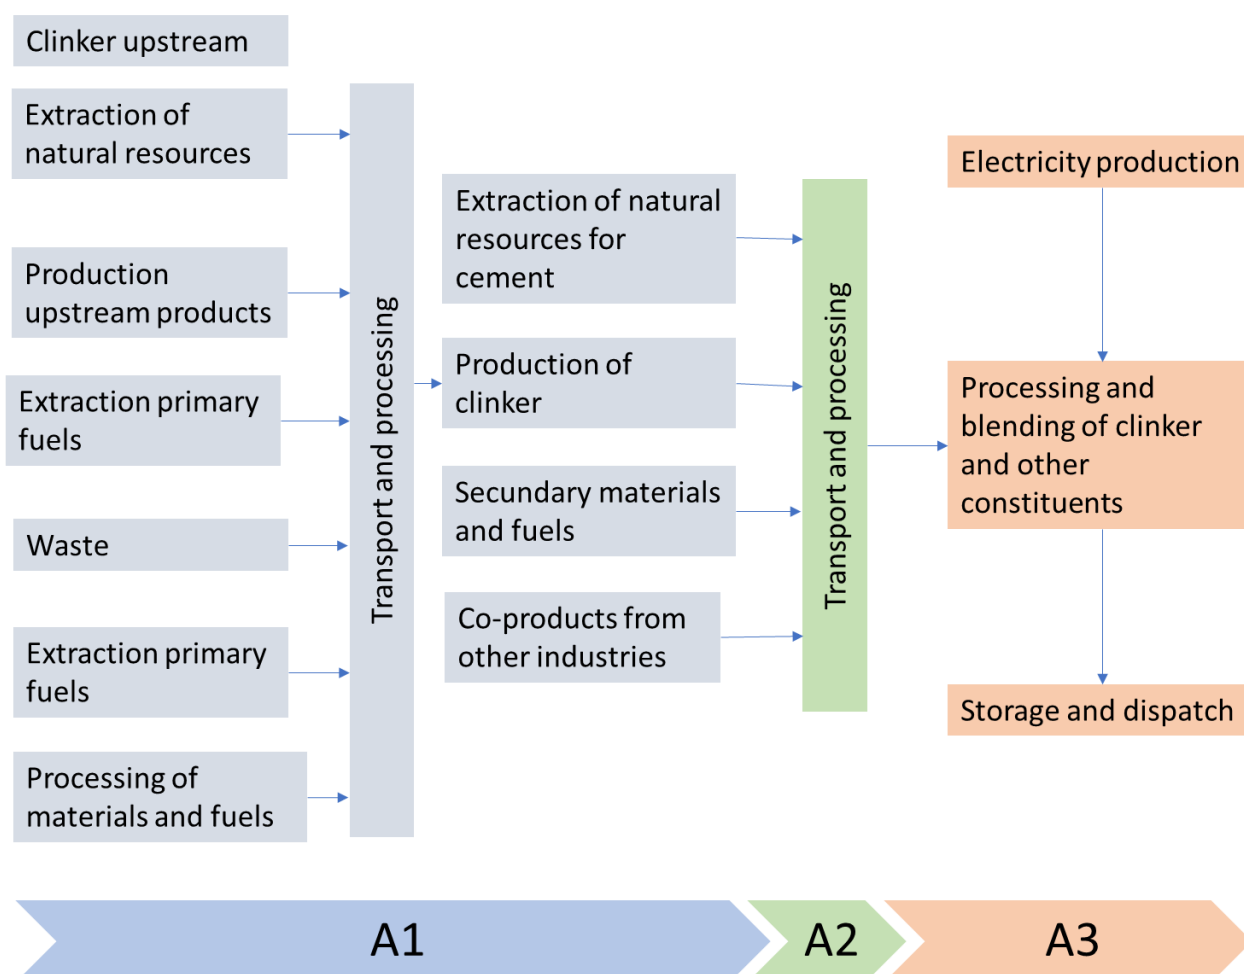 Clinker upstream
Extraction of
natural resources
Production
upstream products
Extraction primary
fuels
Waste
Extraction primary
fuels
Processing of
materials and fuels
Transport and processing
Extraction of natural
resources for
cement
Production of
clinker
Secundary materials
and fuels
Co-products from
other industries
Transport and processing
Electricity production
Processing and
blending of clinker
and other
constituents
Storage and dispatch
A1
A2
A3